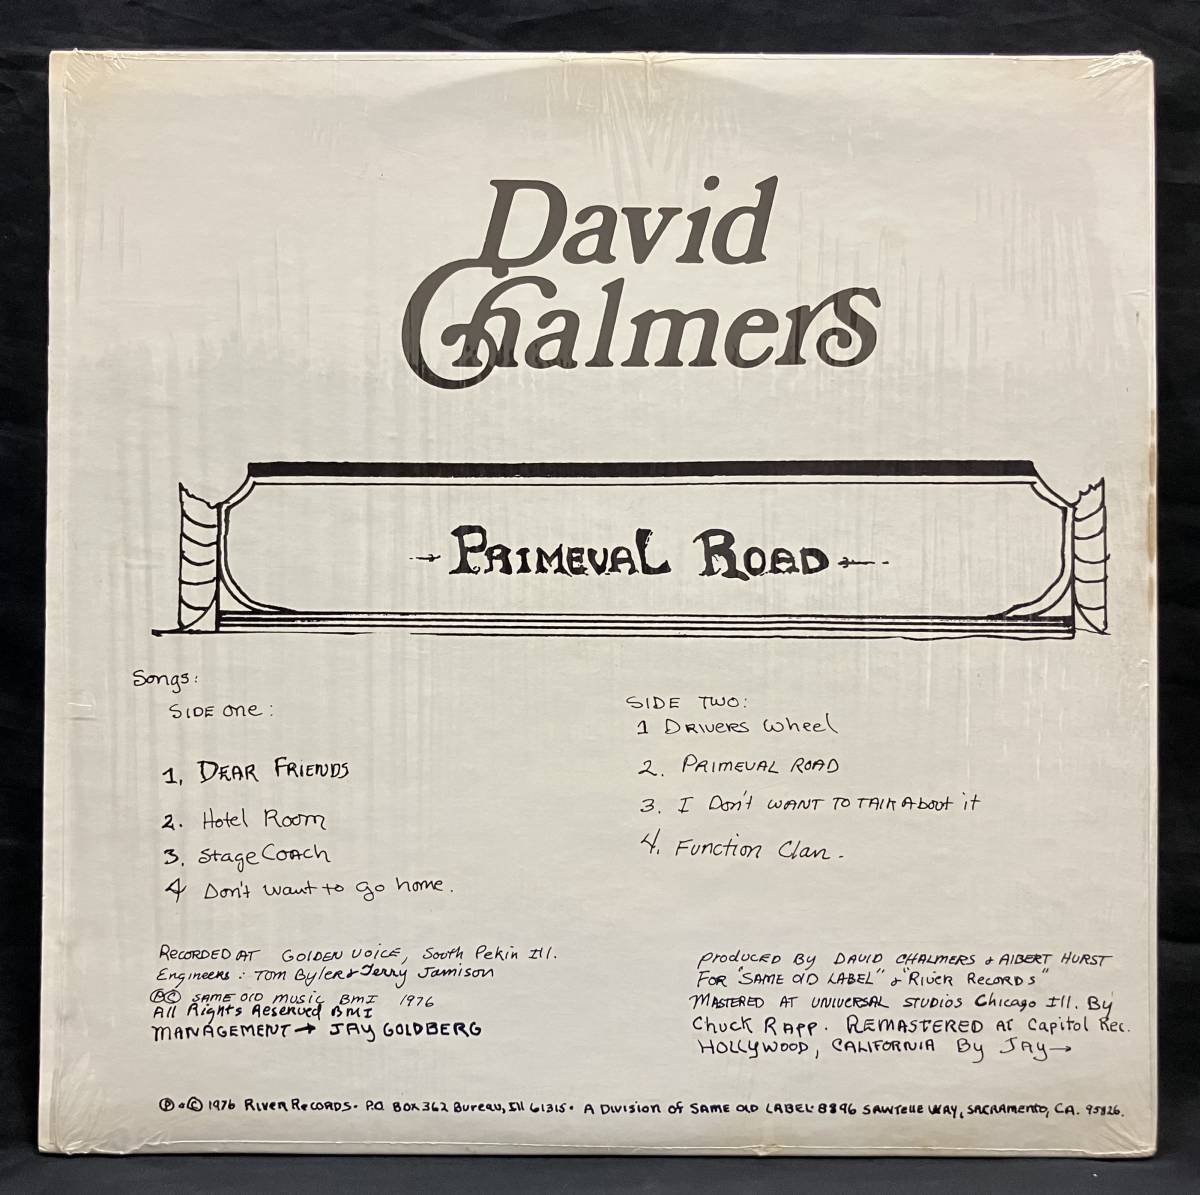 David
Chalmers
PRIMEVAL ROAD
Songs:
SIDE one:
1, DEAR FRIENDS
2. Hotel Room
3. Stage Coach
4 Don't want to go home.
SIDE TWO:
1 DRIVERS Wheel
2. PRIMEVAL ROAD
3. I Don't WANT TO TALK About it
4. Function Clan.
RECORDED AT GOLDEN VOICE, South Pekin Ill.
Engineers: Tom Byler & Jerry Jamison
Ⓟ© SAME OLD MUSIC BMI 1976
All Rights Reserved BMI
MANAGEMENT → JAY GOLDBERG
PRODUCED By DAVID CHALMERS & ALBERT HURST
FOR "SAME OLD LABEL" & "RIVER RECORDS"
MASTERED AT UNIVERSAL STUDIOS Chicago Ill. By
Chuck RAPP. REMASTERED AT Capitol Rec.
HOLLYWOOD, CALIFORNIA By JAY→
Ⓟ & © 1976 RIVER RECORDS • P.O. BOX 362 Bureau, Ill 61315 • A Division of SAME OLD LABEL • 8896 SAWTELLE WAY, SACRAMENTO, CA. 95826.